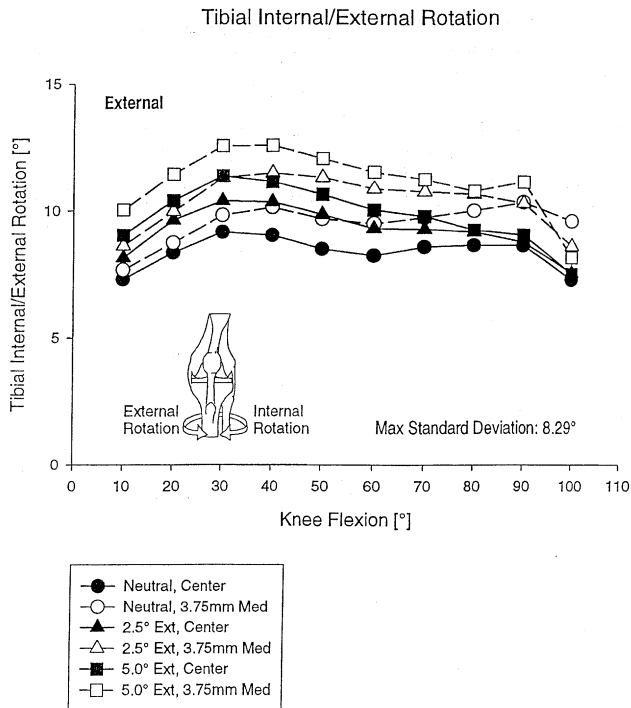 Tibial Internal/External Rotation
Tibial Internal/External Rotation [°]
15
10
5
0
External
External
Rotation
Internal
Rotation
Max Standard Deviation: 8.29°
0 10 20 30 40 50 60 70 80 90 100 110
Knee Flexion [°]
Neutral, Center
Neutral, 3.75mm Med
2.5° Ext, Center
2.5° Ext, 3.75mm Med
5.0° Ext, Center
5.0° Ext, 3.75mm Med